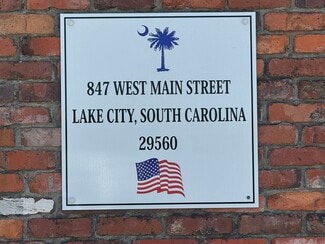 847 WEST MAIN STREET
LAKE CITY, SOUTH CAROLINA
29560